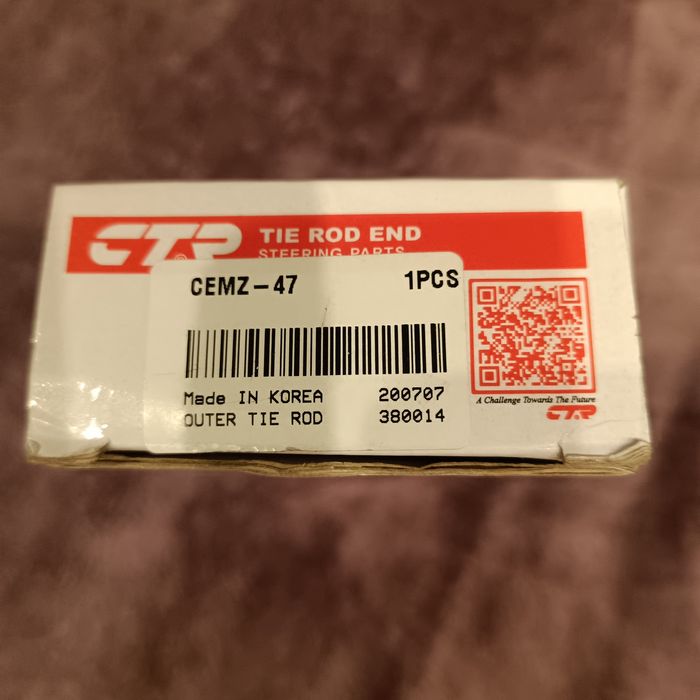 CTR
TIE ROD END
STEERING PARTS
CEMZ-47 1PCS
Made IN KOREA 200707
OUTER TIE ROD 380014
A Challenge Towards The Future
CTR